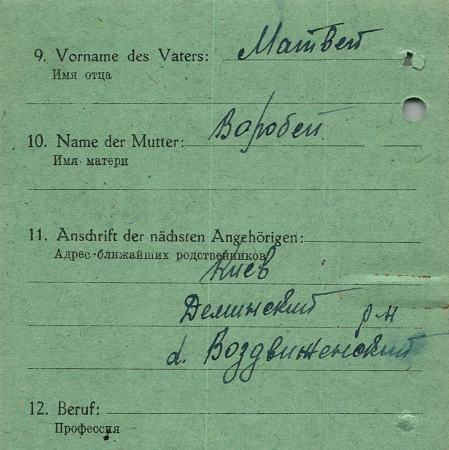 9. Vorname des Vaters: Матвей
Имя отца
10. Name der Mutter: Воробей
Имя матери
11. Anschrift der nächsten Angehörigen:
Адрес ближайших родственников
Киев
Деминский р-н
d. Воздвиженский
12. Beruf:
Профессия